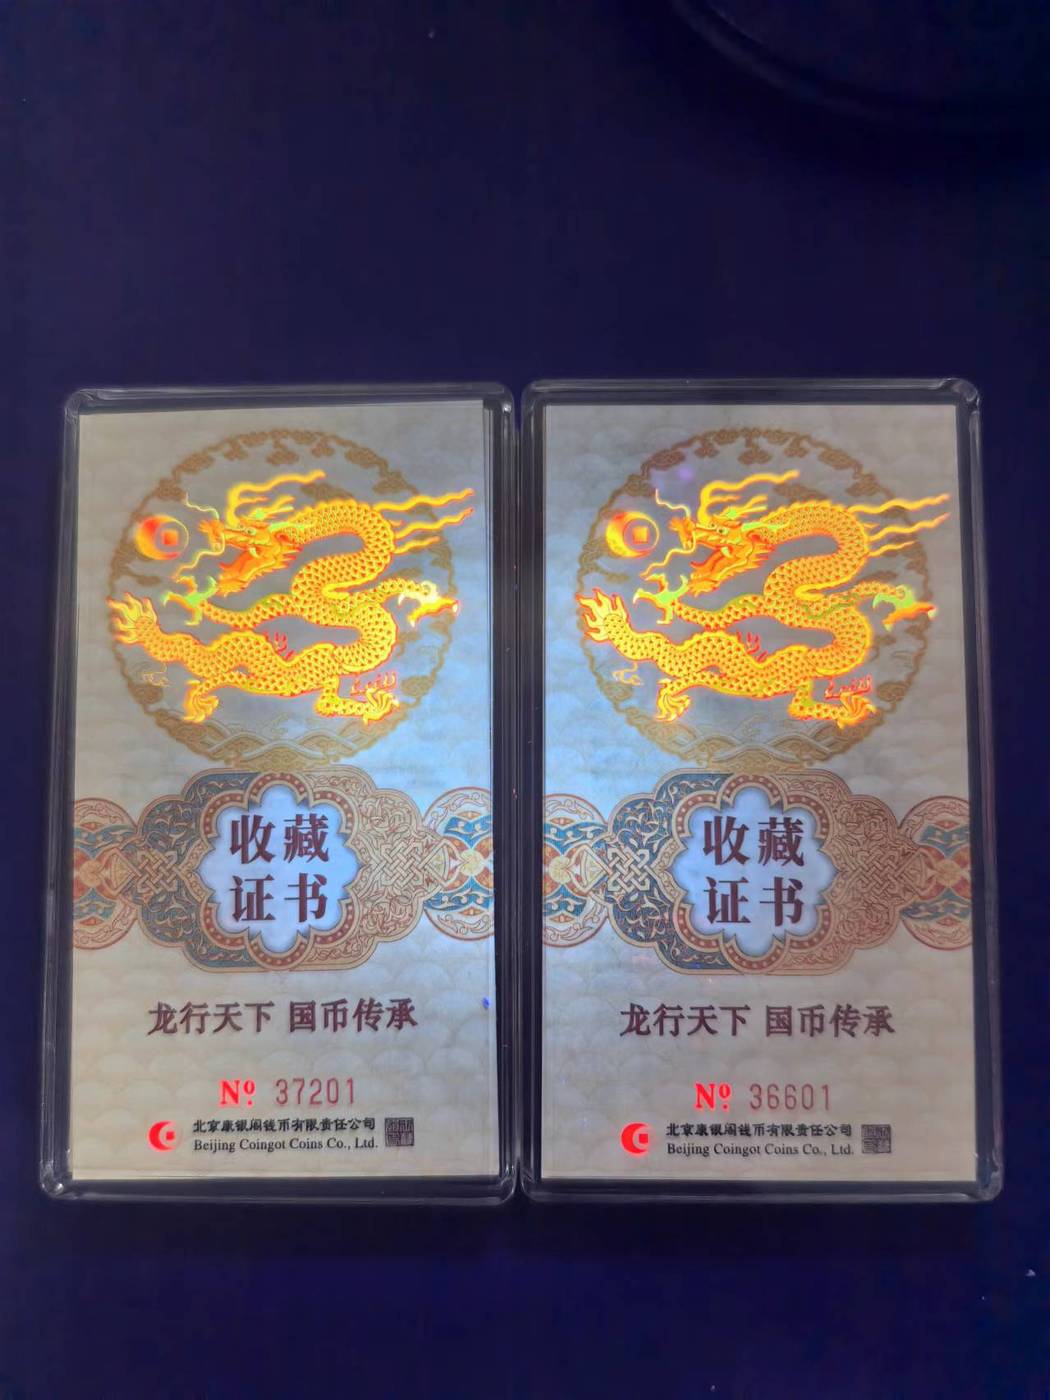 收藏
证书
龙行天下 国币传承
Nº 37201
北京康银阁钱币有限责任公司
Beijing Coingot Coins Co., Ltd.
收藏
证书
龙行天下 国币传承
Nº 36601
北京康银阁钱币有限责任公司
Beijing Coingot Coins Co., Ltd.